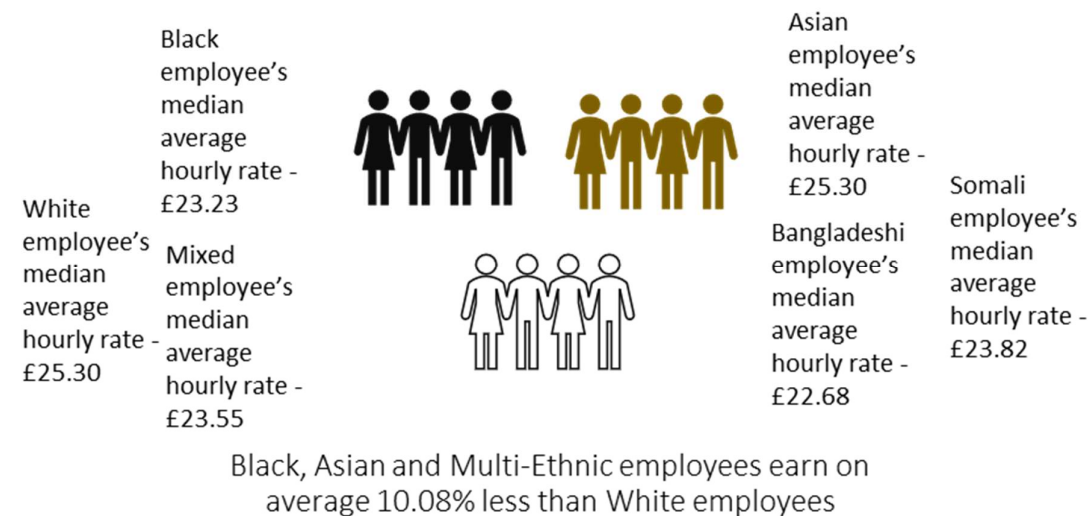 White
employee’s
median
average
hourly rate -
£25.30
Black
employee’s
median
average
hourly rate -
£23.23
Mixed
employee’s
median
average
hourly rate -
£23.55
Asian
employee’s
median
average
hourly rate -
£25.30
Bangladeshi
employee’s
median
average
hourly rate -
£22.68
Somali
employee’s
median
average
hourly rate -
£23.82
Black, Asian and Multi-Ethnic employees earn on
average 10.08% less than White employees